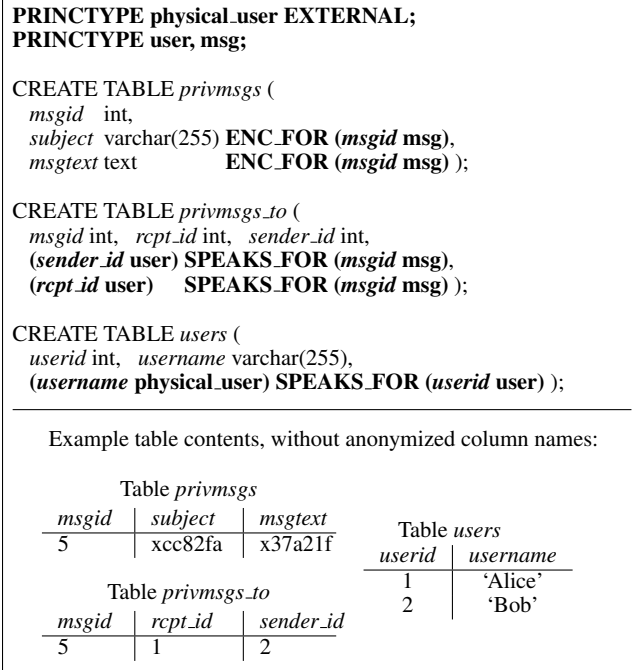 PRINCTYPE physical_user EXTERNAL;
PRINCTYPE user, msg;
CREATE TABLE privmsgs (
msgid int,
subject varchar(255) ENC_FOR (msgid msg),
msgtext text ENC_FOR (msgid msg) );
CREATE TABLE privmsgs_to (
msgid int, rcpt_id int, sender_id int,
(sender_id user) SPEAKS_FOR (msgid msg),
(rcpt_id user) SPEAKS_FOR (msgid msg) );
CREATE TABLE users (
userid int, username varchar(255),
(username physical_user) SPEAKS_FOR (userid user) );
Example table contents, without anonymized column names:
Table privmsgs
msgid subject msgtext
5 xcc82fa x37a21f
Table privmsgs_to
msgid rcpt_id sender_id
5 1 2
Table users
userid username
1 ‘Alice’
2 ‘Bob’